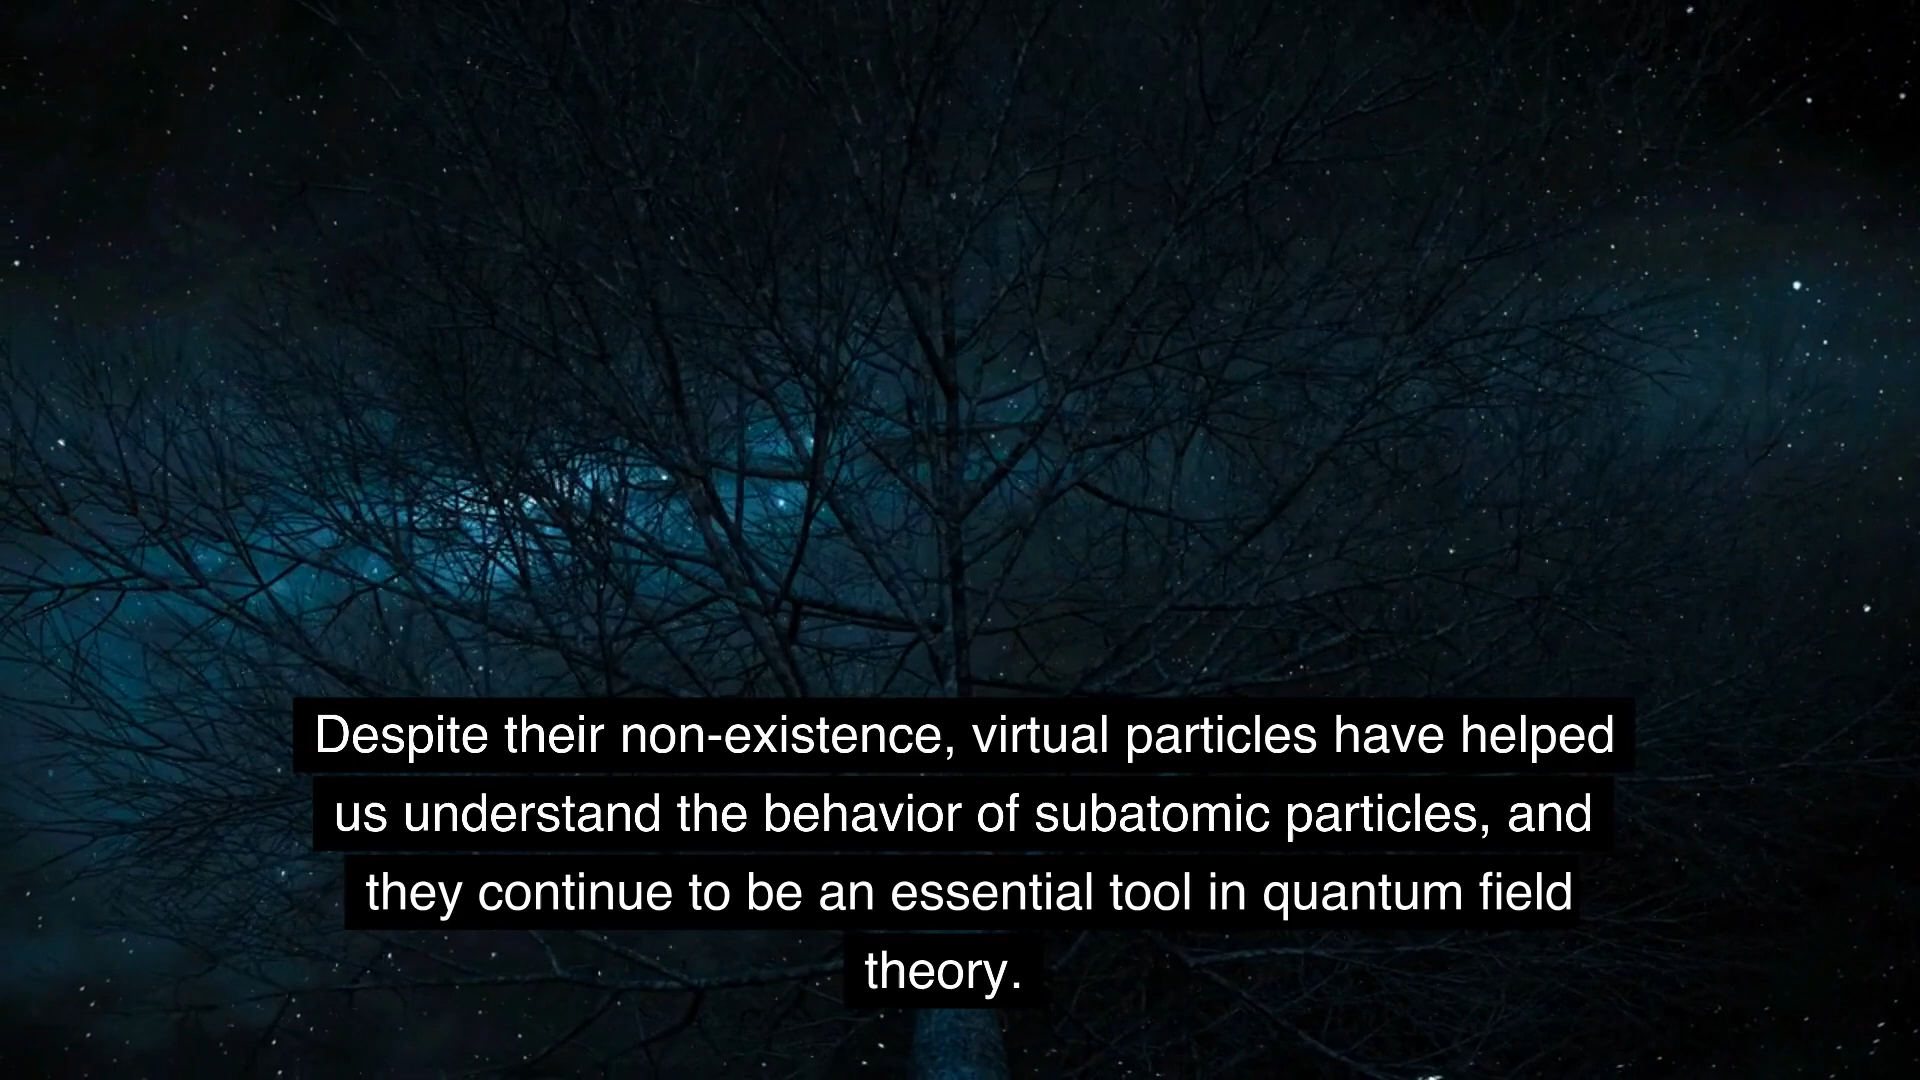 Despite their non-existence, virtual particles have helped
us understand the behavior of subatomic particles, and
they continue to be an essential tool in quantum field
theory.